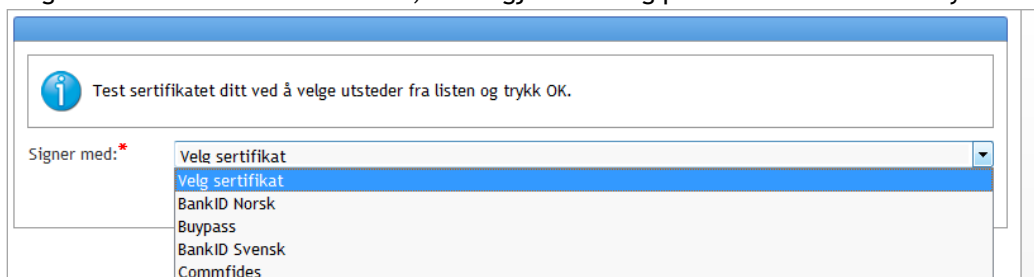 Test sertifikatet ditt ved å velge utsteder fra listen og trykk OK.
Signer med:* Velg sertifikat
Velg sertifikat
BankID Norsk
Buypass
BankID Svensk
Commfides